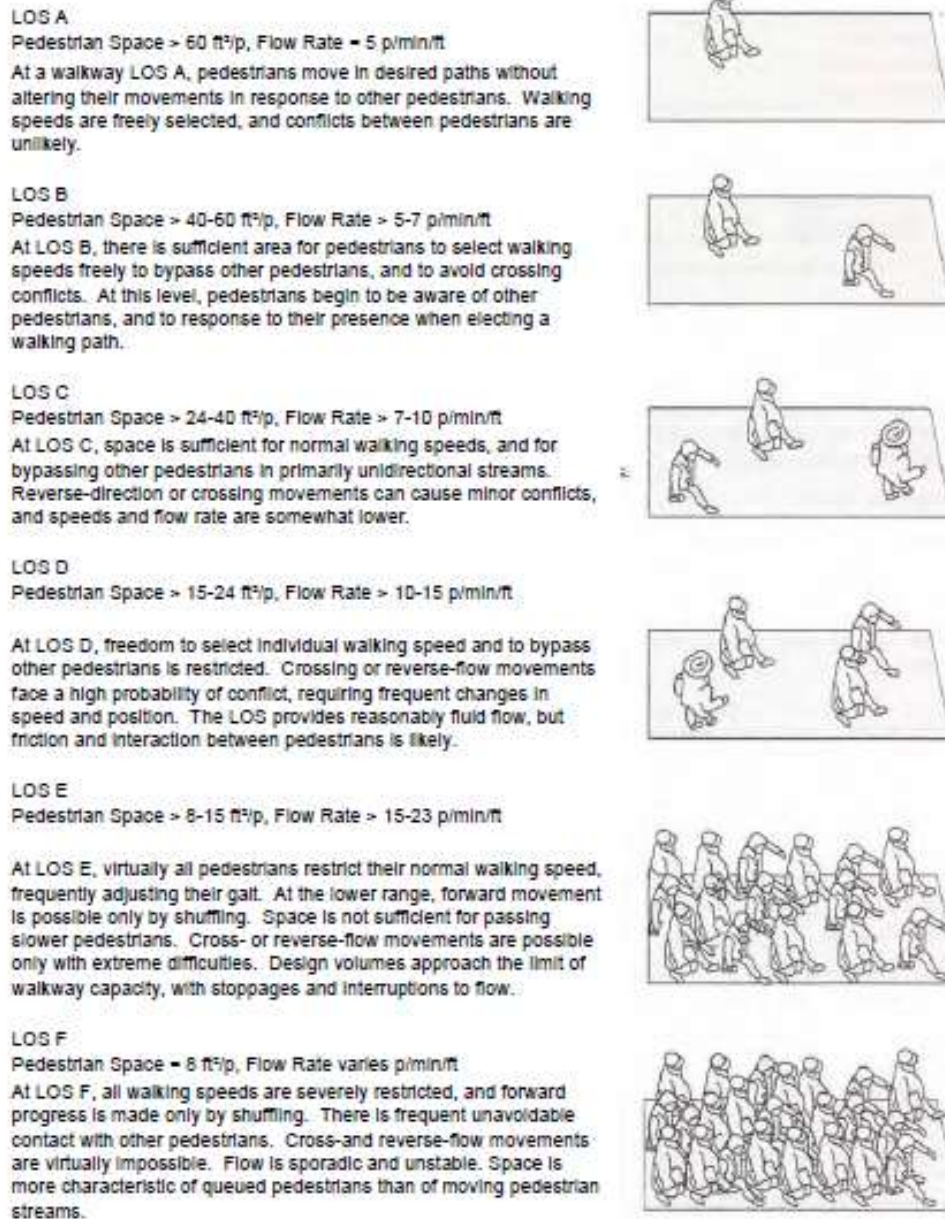 LOS A
Pedestrian Space > 60 ft²/p, Flow Rate = 5 p/min/ft
At a walkway LOS A, pedestrians move in desired paths without
altering their movements in response to other pedestrians. Walking
speeds are freely selected, and conflicts between pedestrians are
unlikely.
LOS B
Pedestrian Space > 40-60 ft²/p, Flow Rate > 5-7 p/min/ft
At LOS B, there is sufficient area for pedestrians to select walking
speeds freely to bypass other pedestrians, and to avoid crossing
conflicts. At this level, pedestrians begin to be aware of other
pedestrians, and to response to their presence when electing a
walking path.
LOS C
Pedestrian Space > 24-40 ft²/p, Flow Rate > 7-10 p/min/ft
At LOS C, space is sufficient for normal walking speeds, and for
bypassing other pedestrians in primarily unidirectional streams.
Reverse-direction or crossing movements can cause minor conflicts,
and speeds and flow rate are somewhat lower.
LOS D
Pedestrian Space > 15-24 ft²/p, Flow Rate > 10-15 p/min/ft
At LOS D, freedom to select individual walking speed and to bypass
other pedestrians is restricted. Crossing or reverse-flow movements
face a high probability of conflict, requiring frequent changes in
speed and position. The LOS provides reasonably fluid flow, but
friction and interaction between pedestrians is likely.
LOS E
Pedestrian Space > 8-15 ft²/p, Flow Rate > 15-23 p/min/ft
At LOS E, virtually all pedestrians restrict their normal walking speed,
frequently adjusting their gait. At the lower range, forward movement
is possible only by shuffling. Space is not sufficient for passing
slower pedestrians. Cross- or reverse-flow movements are possible
only with extreme difficulties. Design volumes approach the limit of
walkway capacity, with stoppages and interruptions to flow.
LOS F
Pedestrian Space = 8 ft²/p, Flow Rate varies p/min/ft
At LOS F, all walking speeds are severely restricted, and forward
progress is made only by shuffling. There is frequent unavoidable
contact with other pedestrians. Cross-and reverse-flow movements
are virtually impossible. Flow is sporadic and unstable. Space is
more characteristic of queued pedestrians than of moving pedestrian
streams.